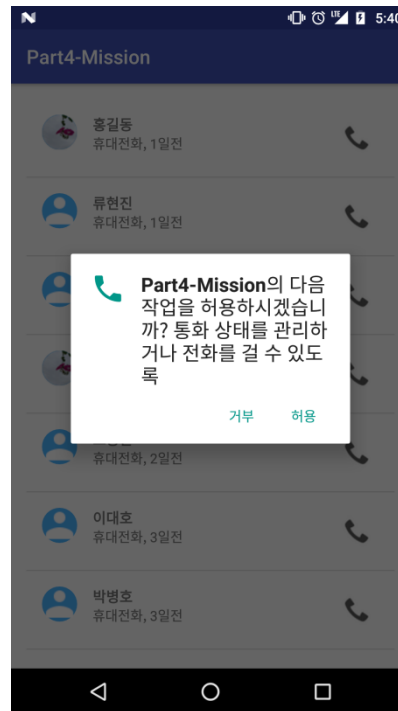 N
LTE 5:40
Part4-Mission
홍길동
휴대전화, 1일전
류현진
휴대전화, 1일전
Part4-Mission의 다음
작업을 허용하시겠습니
까? 통화 상태를 관리하
거나 전화를 걸 수 있도
록
거부 허용
휴대전화, 2일전
이대호
휴대전화, 3일전
박병호
휴대전화, 3일전